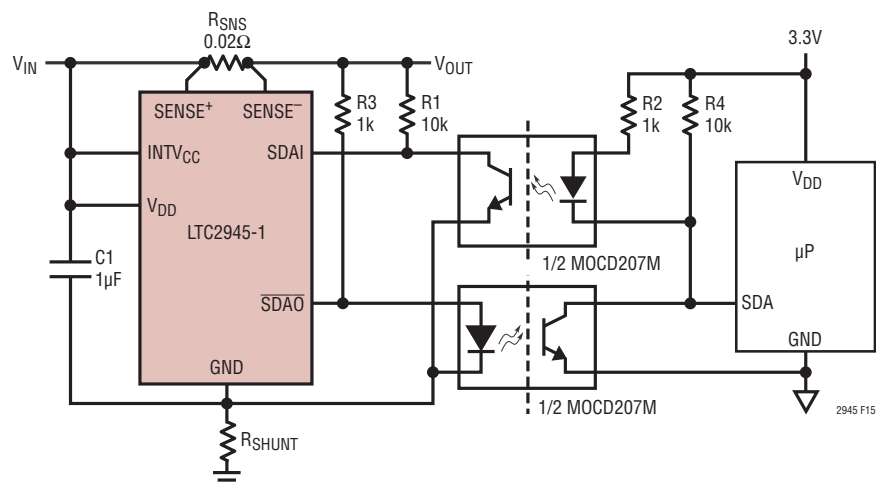 RSNS
0.02Ω
3.3V
VIN
VOUT
SENSE+
SENSE–
R3
1k
R1
10k
R2
1k
R4
10k
INTVCC
SDAI
VDD
VDD
LTC2945-1
µP
C1
1µF
1/2 MOCD207M
SDAO
SDA
GND
GND
1/2 MOCD207M
2945 F15
RSHUNT